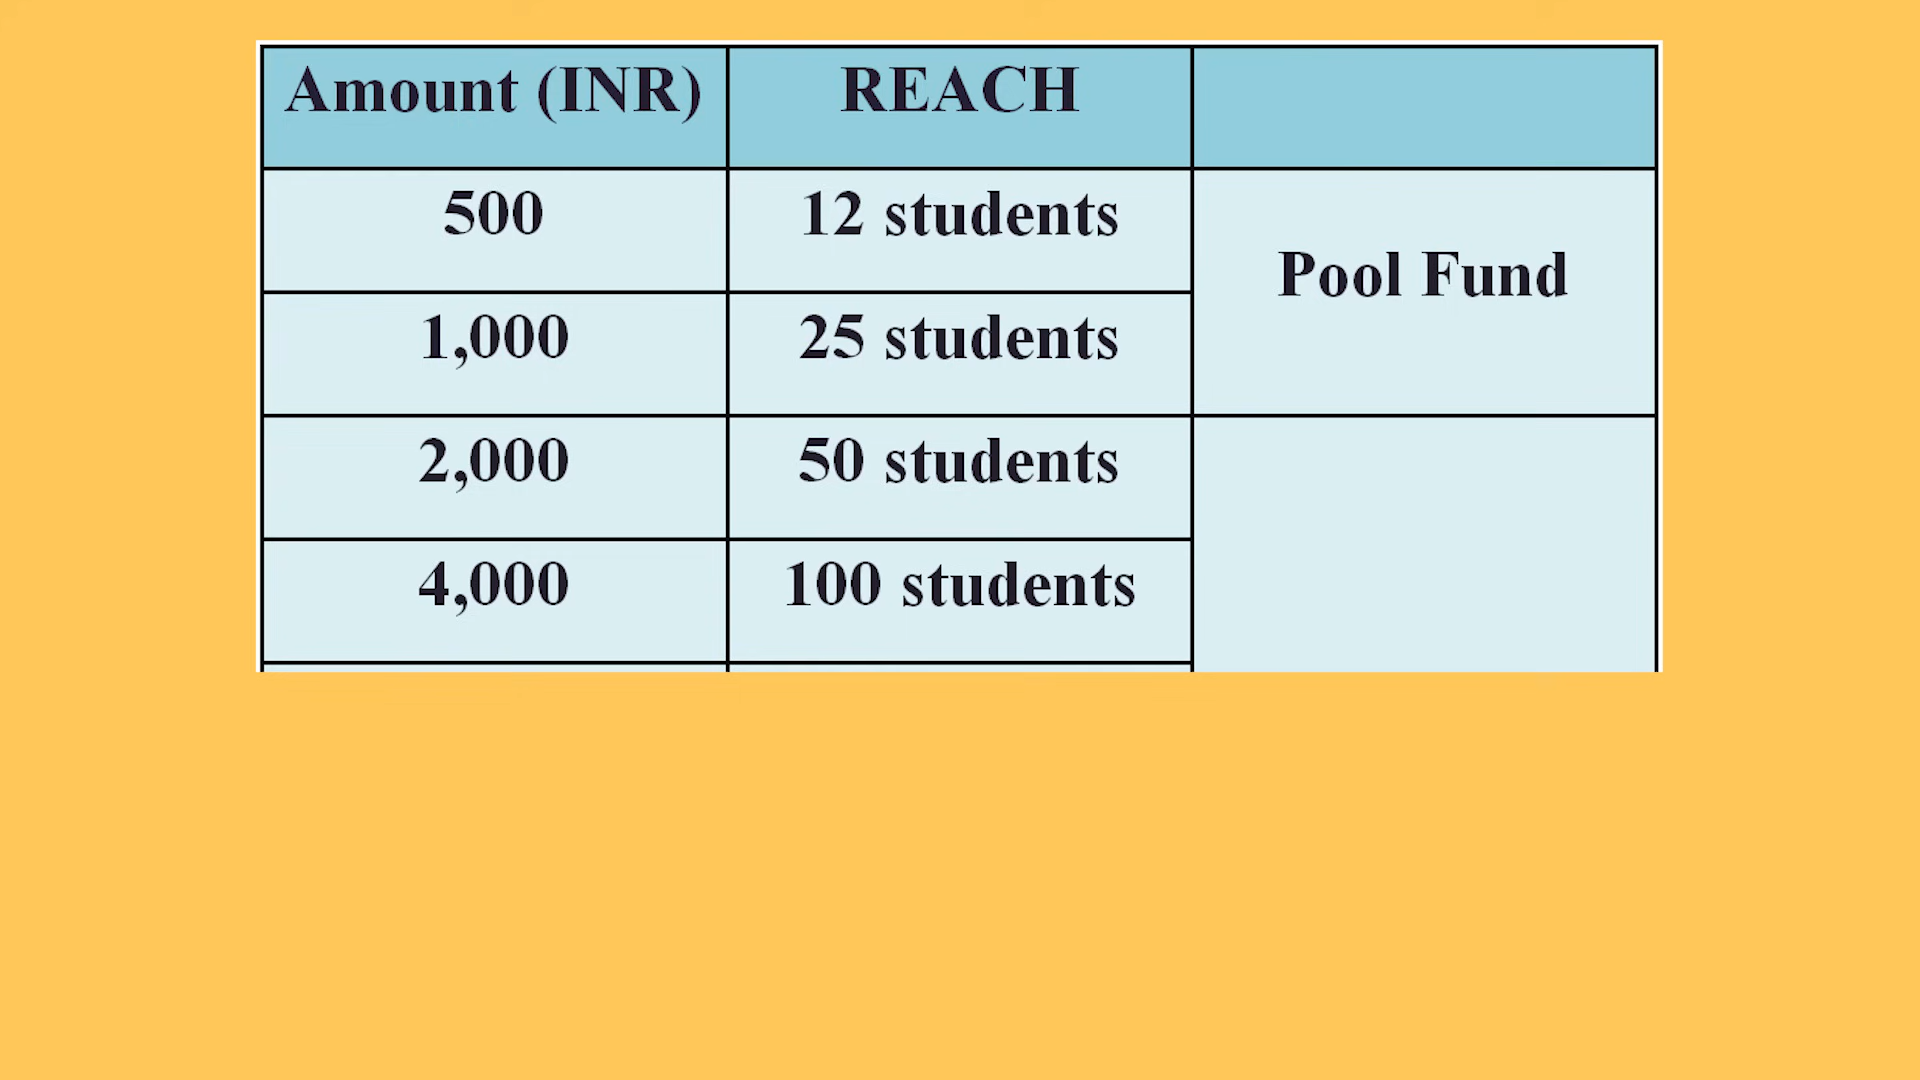 Amount (INR) REACH
500 12 students
Pool Fund
1,000 25 students
2,000 50 students
4,000 100 students